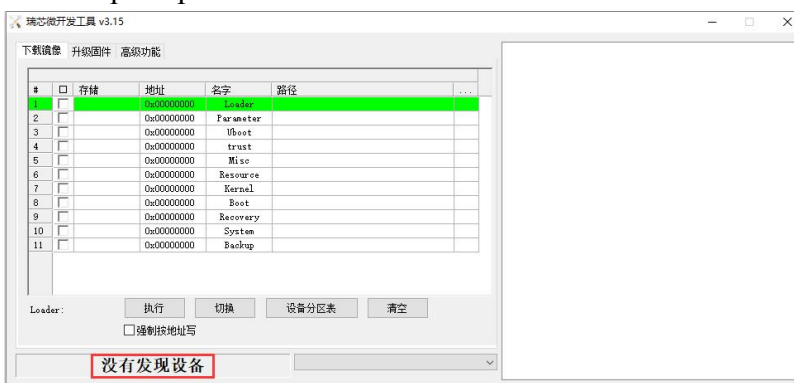 瑞芯微开发工具 v3.15
下载镜像 升级固件 高级功能
# 存储 地址 名字 路径 ...
1 0x00000000 Loader
2 0x00000000 Parameter
3 0x00000000 Uboot
4 0x00000000 trust
5 0x00000000 Misc
6 0x00000000 Resource
7 0x00000000 Kernel
8 0x00000000 Boot
9 0x00000000 Recovery
10 0x00000000 System
11 0x00000000 Backup
Loader: 执行 切换 设备分区表 清空
强制按地址写
没有发现设备